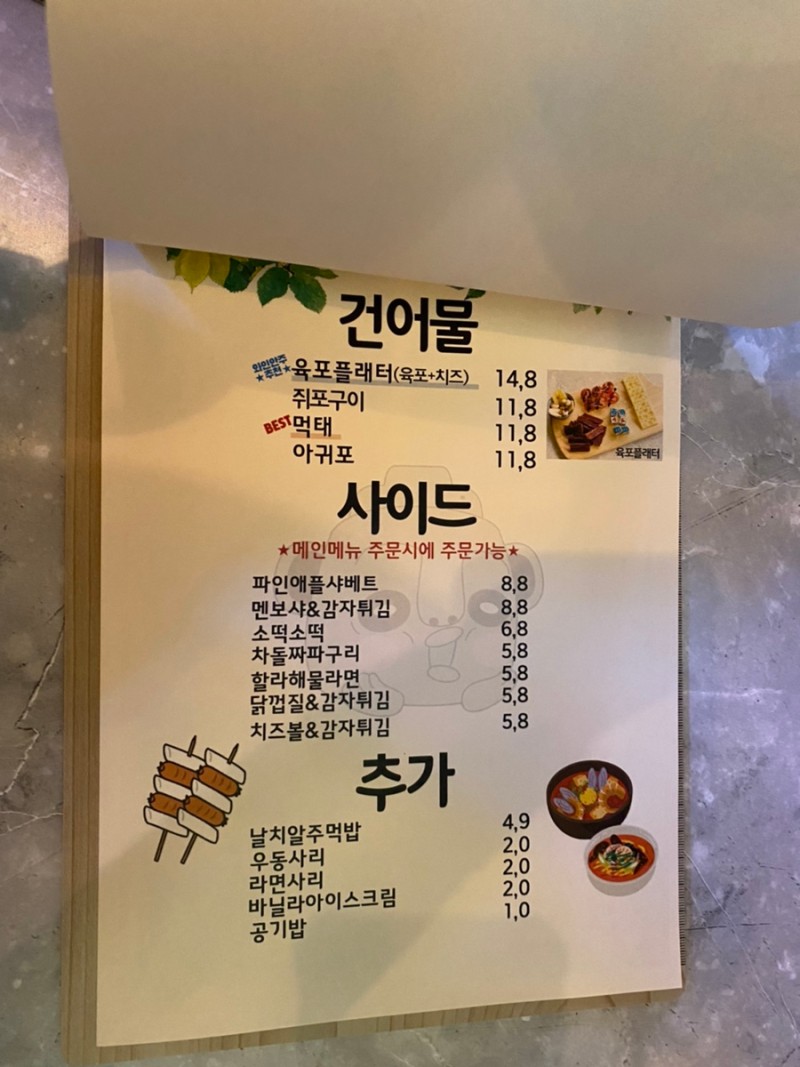 건어물
와인안주
★추천★
육포플래터(육포+치즈) 14,8
쥐포구이 11,8
BEST 먹태 11,8
아귀포 11,8
육포플래터
사이드
★메인메뉴 주문시에 주문가능★
파인애플샤베트 8,8
멘보샤&감자튀김 8,8
소떡소떡 6,8
차돌짜파구리 5,8
할라해물라면 5,8
닭껍질&감자튀김 5,8
치즈볼&감자튀김 5,8
추가
날치알주먹밥 4,9
우동사리 2,0
라면사리 2,0
바닐라아이스크림 2,0
공기밥 1,0